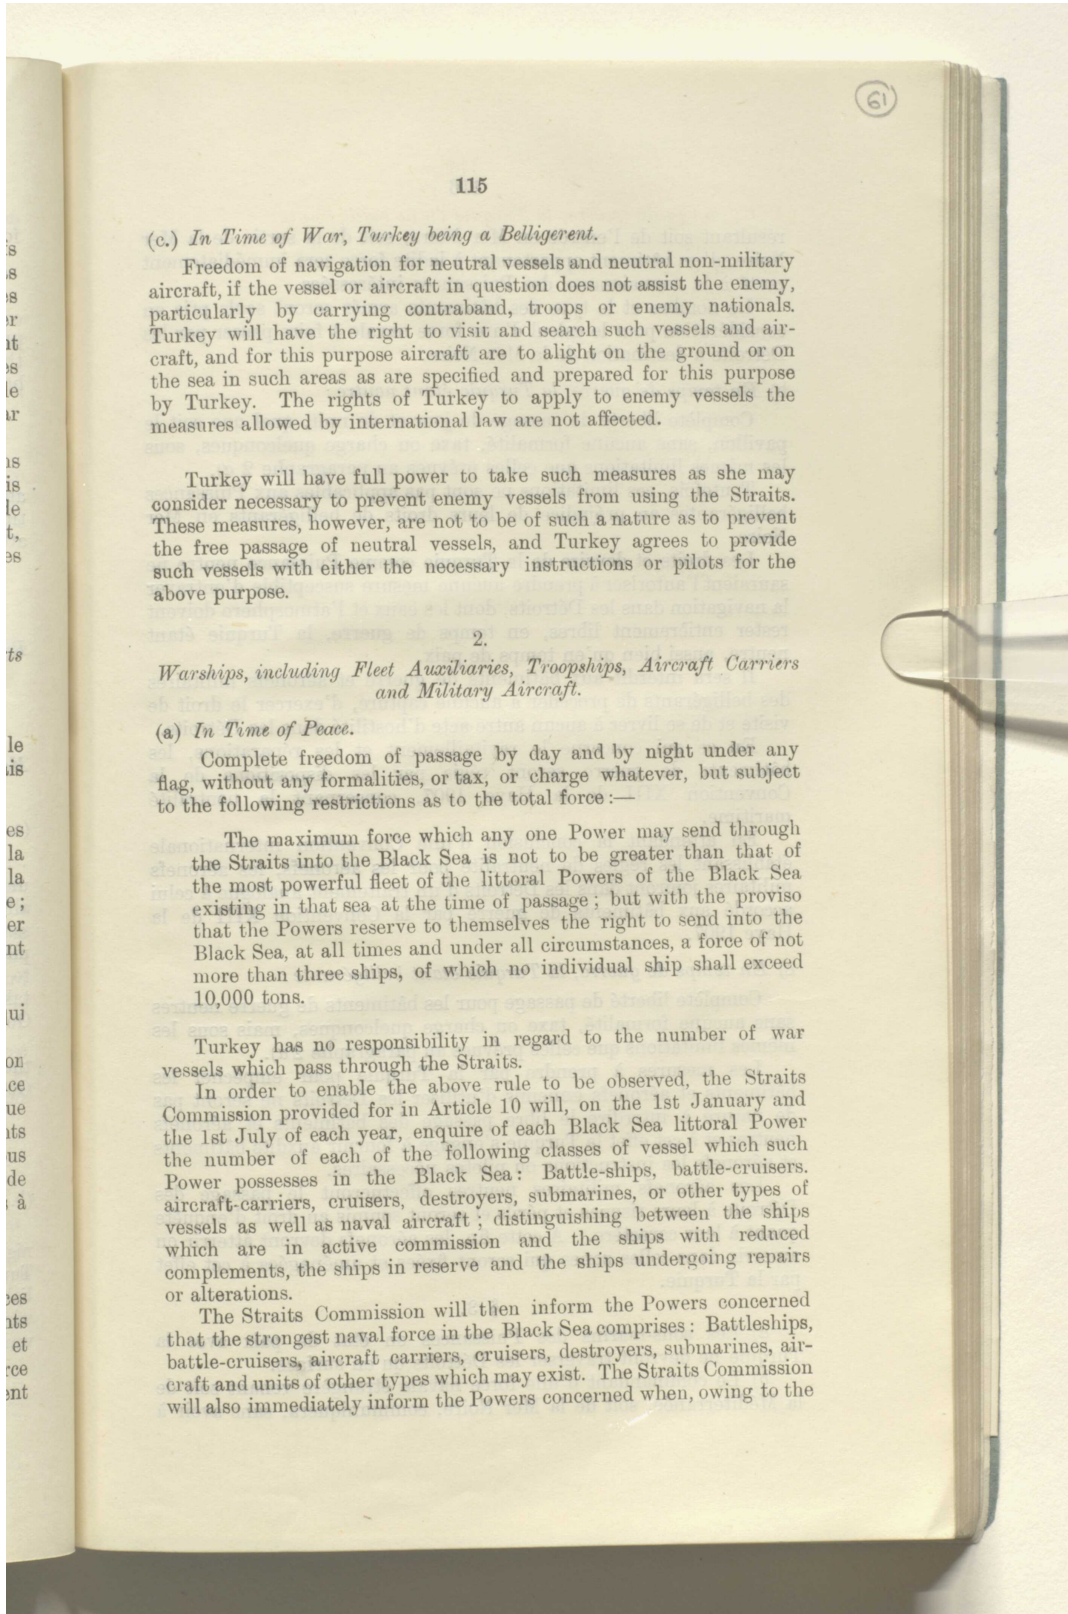 61
115
(c.) In Time of War, Turkey being a Belligerent.
Freedom of navigation for neutral vessels and neutral non-military
aircraft, if the vessel or aircraft in question does not assist the enemy,
particularly by carrying contraband, troops or enemy nationals.
Turkey will have the right to visit and search such vessels and air-
craft, and for this purpose aircraft are to alight on the ground or on
the sea in such areas as are specified and prepared for this purpose
by Turkey. The rights of Turkey to apply to enemy vessels the
measures allowed by international law are not affected.
Turkey will have full power to take such measures as she may
consider necessary to prevent enemy vessels from using the Straits.
These measures, however, are not to be of such a nature as to prevent
the free passage of neutral vessels, and Turkey agrees to provide
such vessels with either the necessary instructions or pilots for the
above purpose.
2.
Warships, including Fleet Auxiliaries, Troopships, Aircraft Carriers
and Military Aircraft.
(a) In Time of Peace.
Complete freedom of passage by day and by night under any
flag, without any formalities, or tax, or charge whatever, but subject
to the following restrictions as to the total force :—
The maximum force which any one Power may send through
the Straits into the Black Sea is not to be greater than that of
the most powerful fleet of the littoral Powers of the Black Sea
existing in that sea at the time of passage ; but with the proviso
that the Powers reserve to themselves the right to send into the
Black Sea, at all times and under all circumstances, a force of not
more than three ships, of which no individual ship shall exceed
10,000 tons.
Turkey has no responsibility in regard to the number of war
vessels which pass through the Straits.
In order to enable the above rule to be observed, the Straits
Commission provided for in Article 10 will, on the 1st January and
the 1st July of each year, enquire of each Black Sea littoral Power
the number of each of the following classes of vessel which such
Power possesses in the Black Sea : Battle-ships, battle-cruisers.
aircraft-carriers, cruisers, destroyers, submarines, or other types of
vessels as well as naval aircraft ; distinguishing between the ships
which are in active commission and the ships with reduced
complements, the ships in reserve and the ships undergoing repairs
or alterations.
The Straits Commission will then inform the Powers concerned
that the strongest naval force in the Black Sea comprises : Battleships,
battle-cruisers, aircraft carriers, cruisers, destroyers, submarines, air-
craft and units of other types which may exist. The Straits Commission
will also immediately inform the Powers concerned when, owing to the